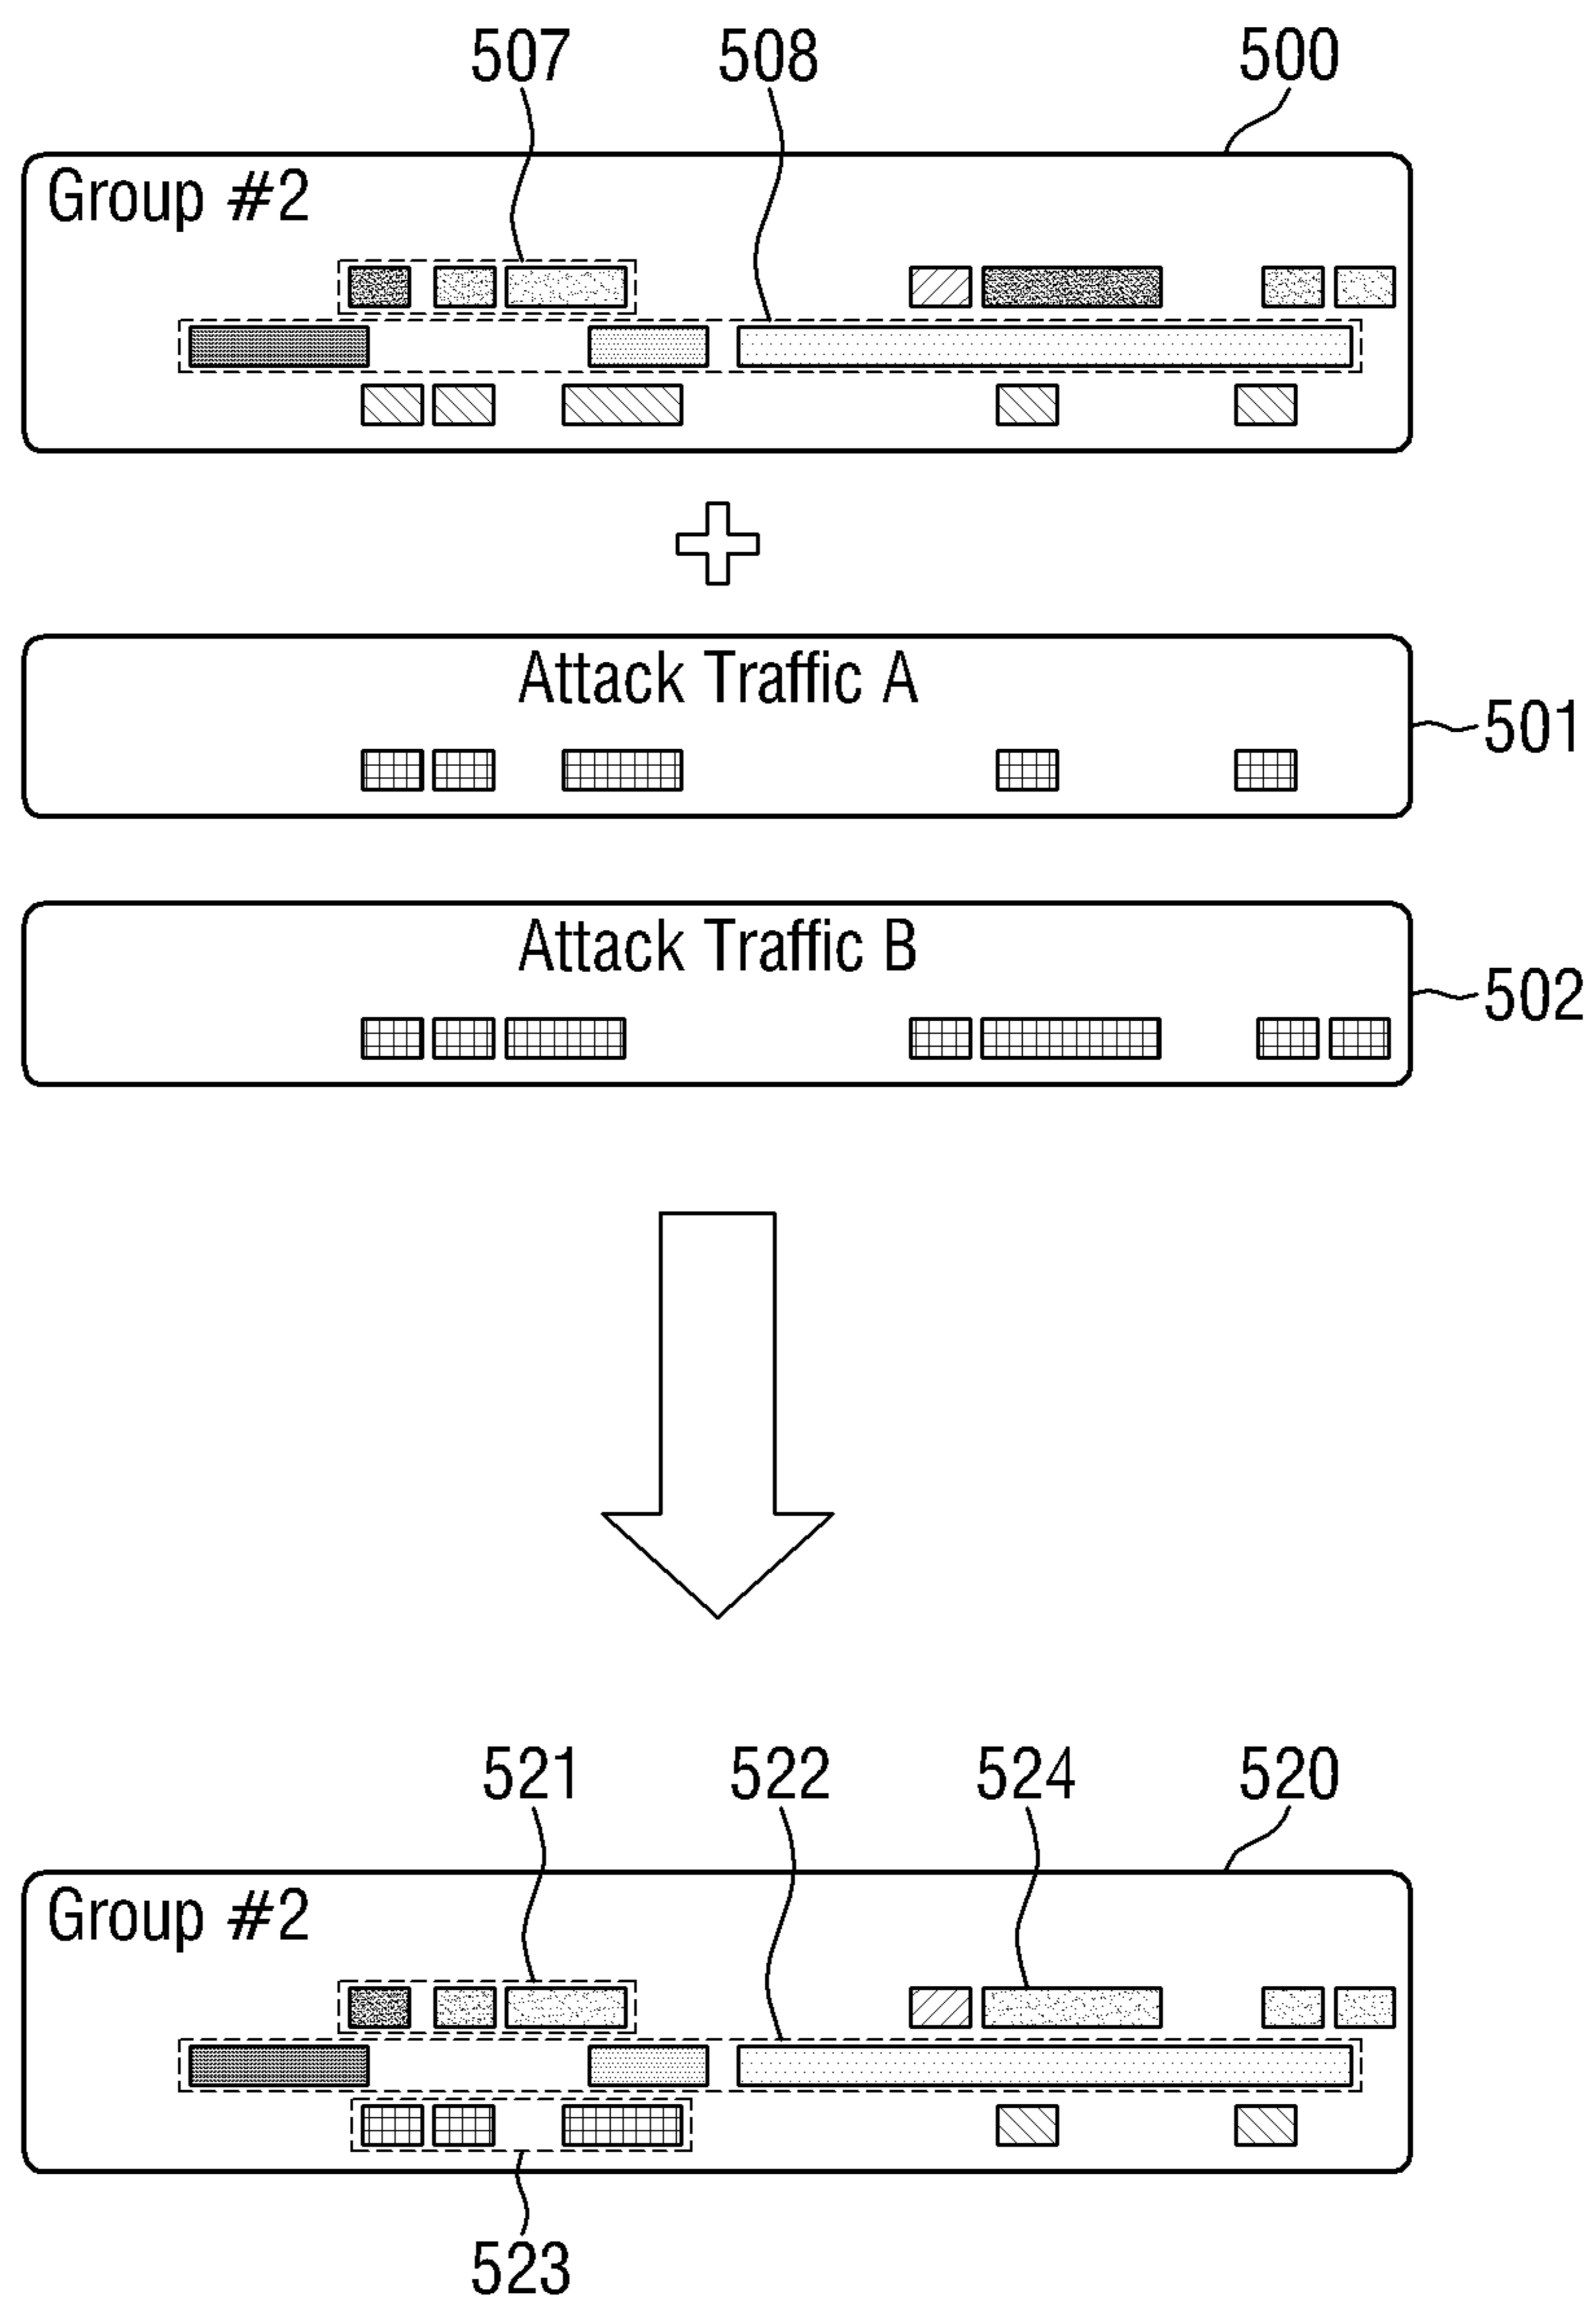 507 508 500
Group #2
Attack Traffic A
501
Attack Traffic B
502
521 522 524 520
Group #2
523